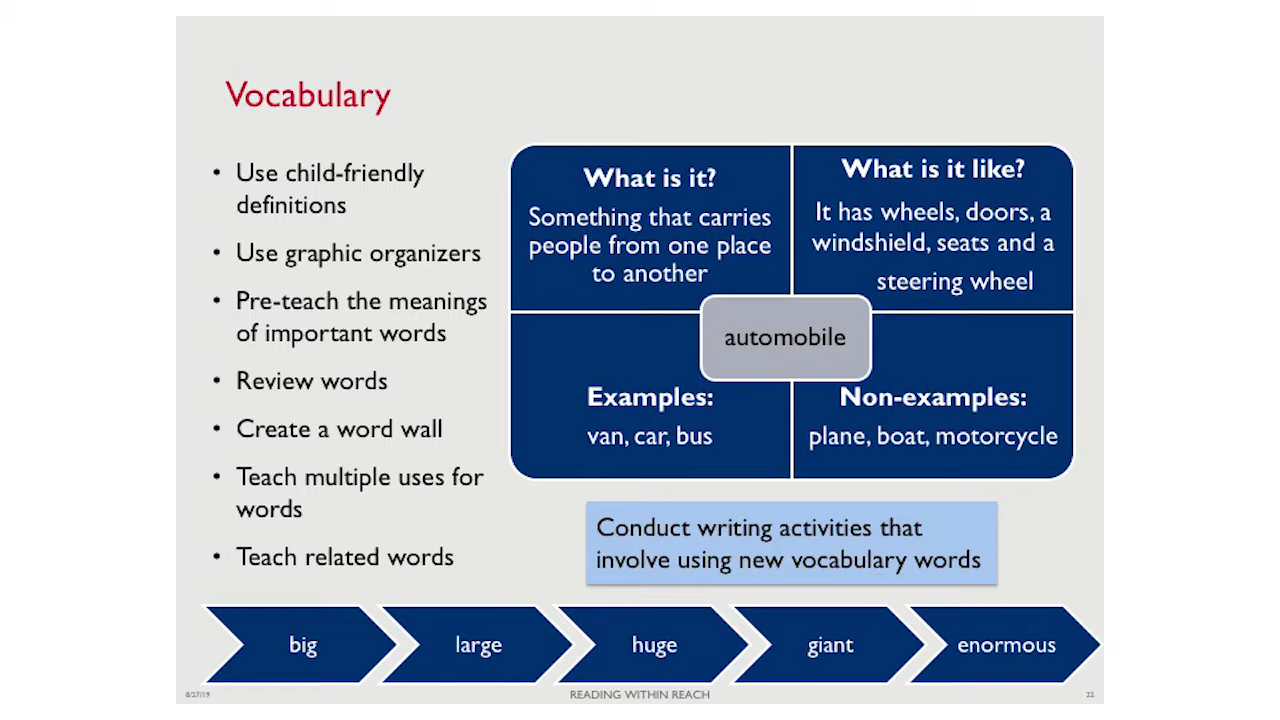 Vocabulary
• Use child-friendly
definitions
• Use graphic organizers
• Pre-teach the meanings
of important words
• Review words
• Create a word wall
• Teach multiple uses for
words
• Teach related words
What is it?
Something that carries
people from one place
to another
What is it like?
It has wheels, doors, a
windshield, seats and a
steering wheel
automobile
Examples:
van, car, bus
Non-examples:
plane, boat, motorcycle
Conduct writing activities that
involve using new vocabulary words
big
large
huge
giant
enormous
8/27/19
READING WITHIN REACH
22